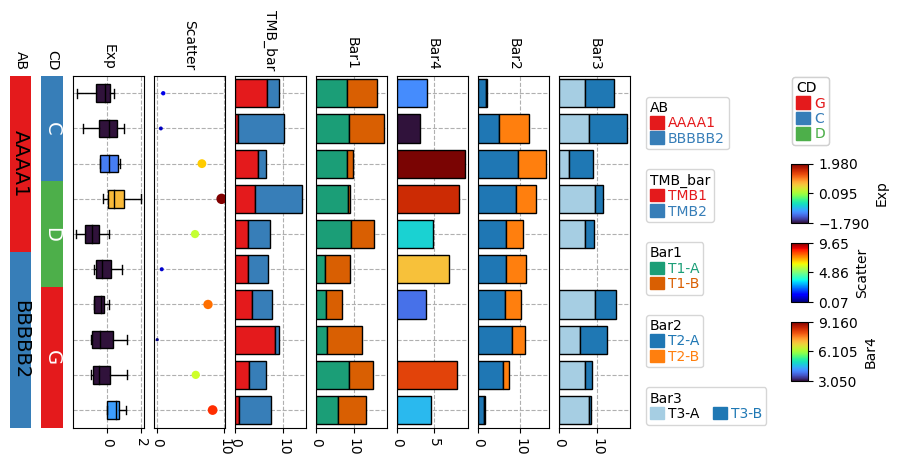 AB
CD
Exp
Scatter
TMB_bar
Bar1
Bar4
Bar2
Bar3
AAAA1
BBBBB2
C
D
G
0 2
0
0 10
0 10
0 5
0 10
0 10
AB
AAAA1
BBBBB2
TMB_bar
TMB1
TMB2
Bar1
T1-A
T1-B
Bar2
T2-A
T2-B
Bar3
T3-A T3-B
CD
G
C
D
1.980
0.095
−1.790
Exp
9.65
4.86
0.07
Scatter
9.160
6.105
3.050
Bar4